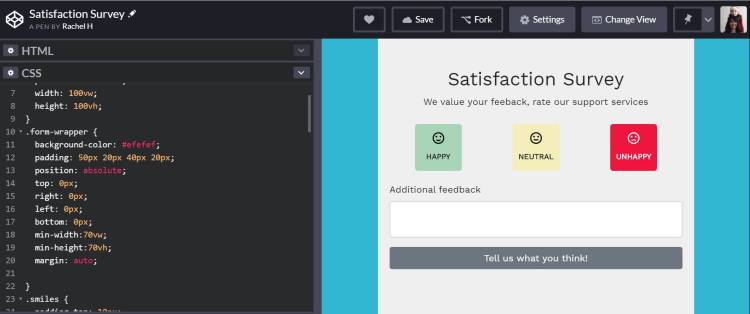 Satisfaction Survey
A PEN BY Rachel H
Save
Fork
Settings
Change View
HTML
CSS
7 width: 100vw;
8 height: 100vh;
9 }
10 .form-wrapper {
11 background-color: #efefef;
12 padding: 50px 20px 40px 20px;
13 position: absolute;
14 top: 0px;
15 right: 0px;
16 left: 0px;
17 bottom: 0px;
18 min-width:70vw;
19 min-height:70vh;
20 margin: auto;
21
22 }
23 .smiles {
Satisfaction Survey
We value your feeback, rate our support services
HAPPY
NEUTRAL
UNHAPPY
Additional feedback
Tell us what you think!